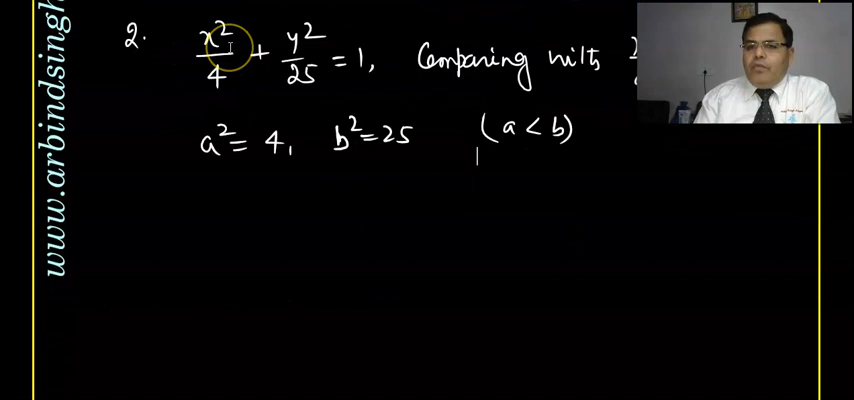 www.arbindsingh
2. x²/4 + y²/25 = 1, Comparing with
a² = 4, b² = 25 (a < b)